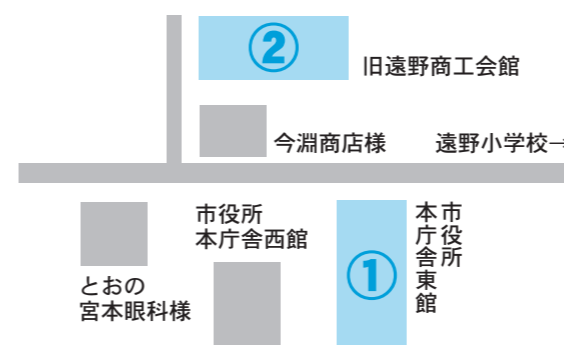 ②
旧遠野商工会館
今淵商店様
遠野小学校→
市役所
本庁舎西館
とおの
宮本眼科様
①
市役所
本庁舎東館